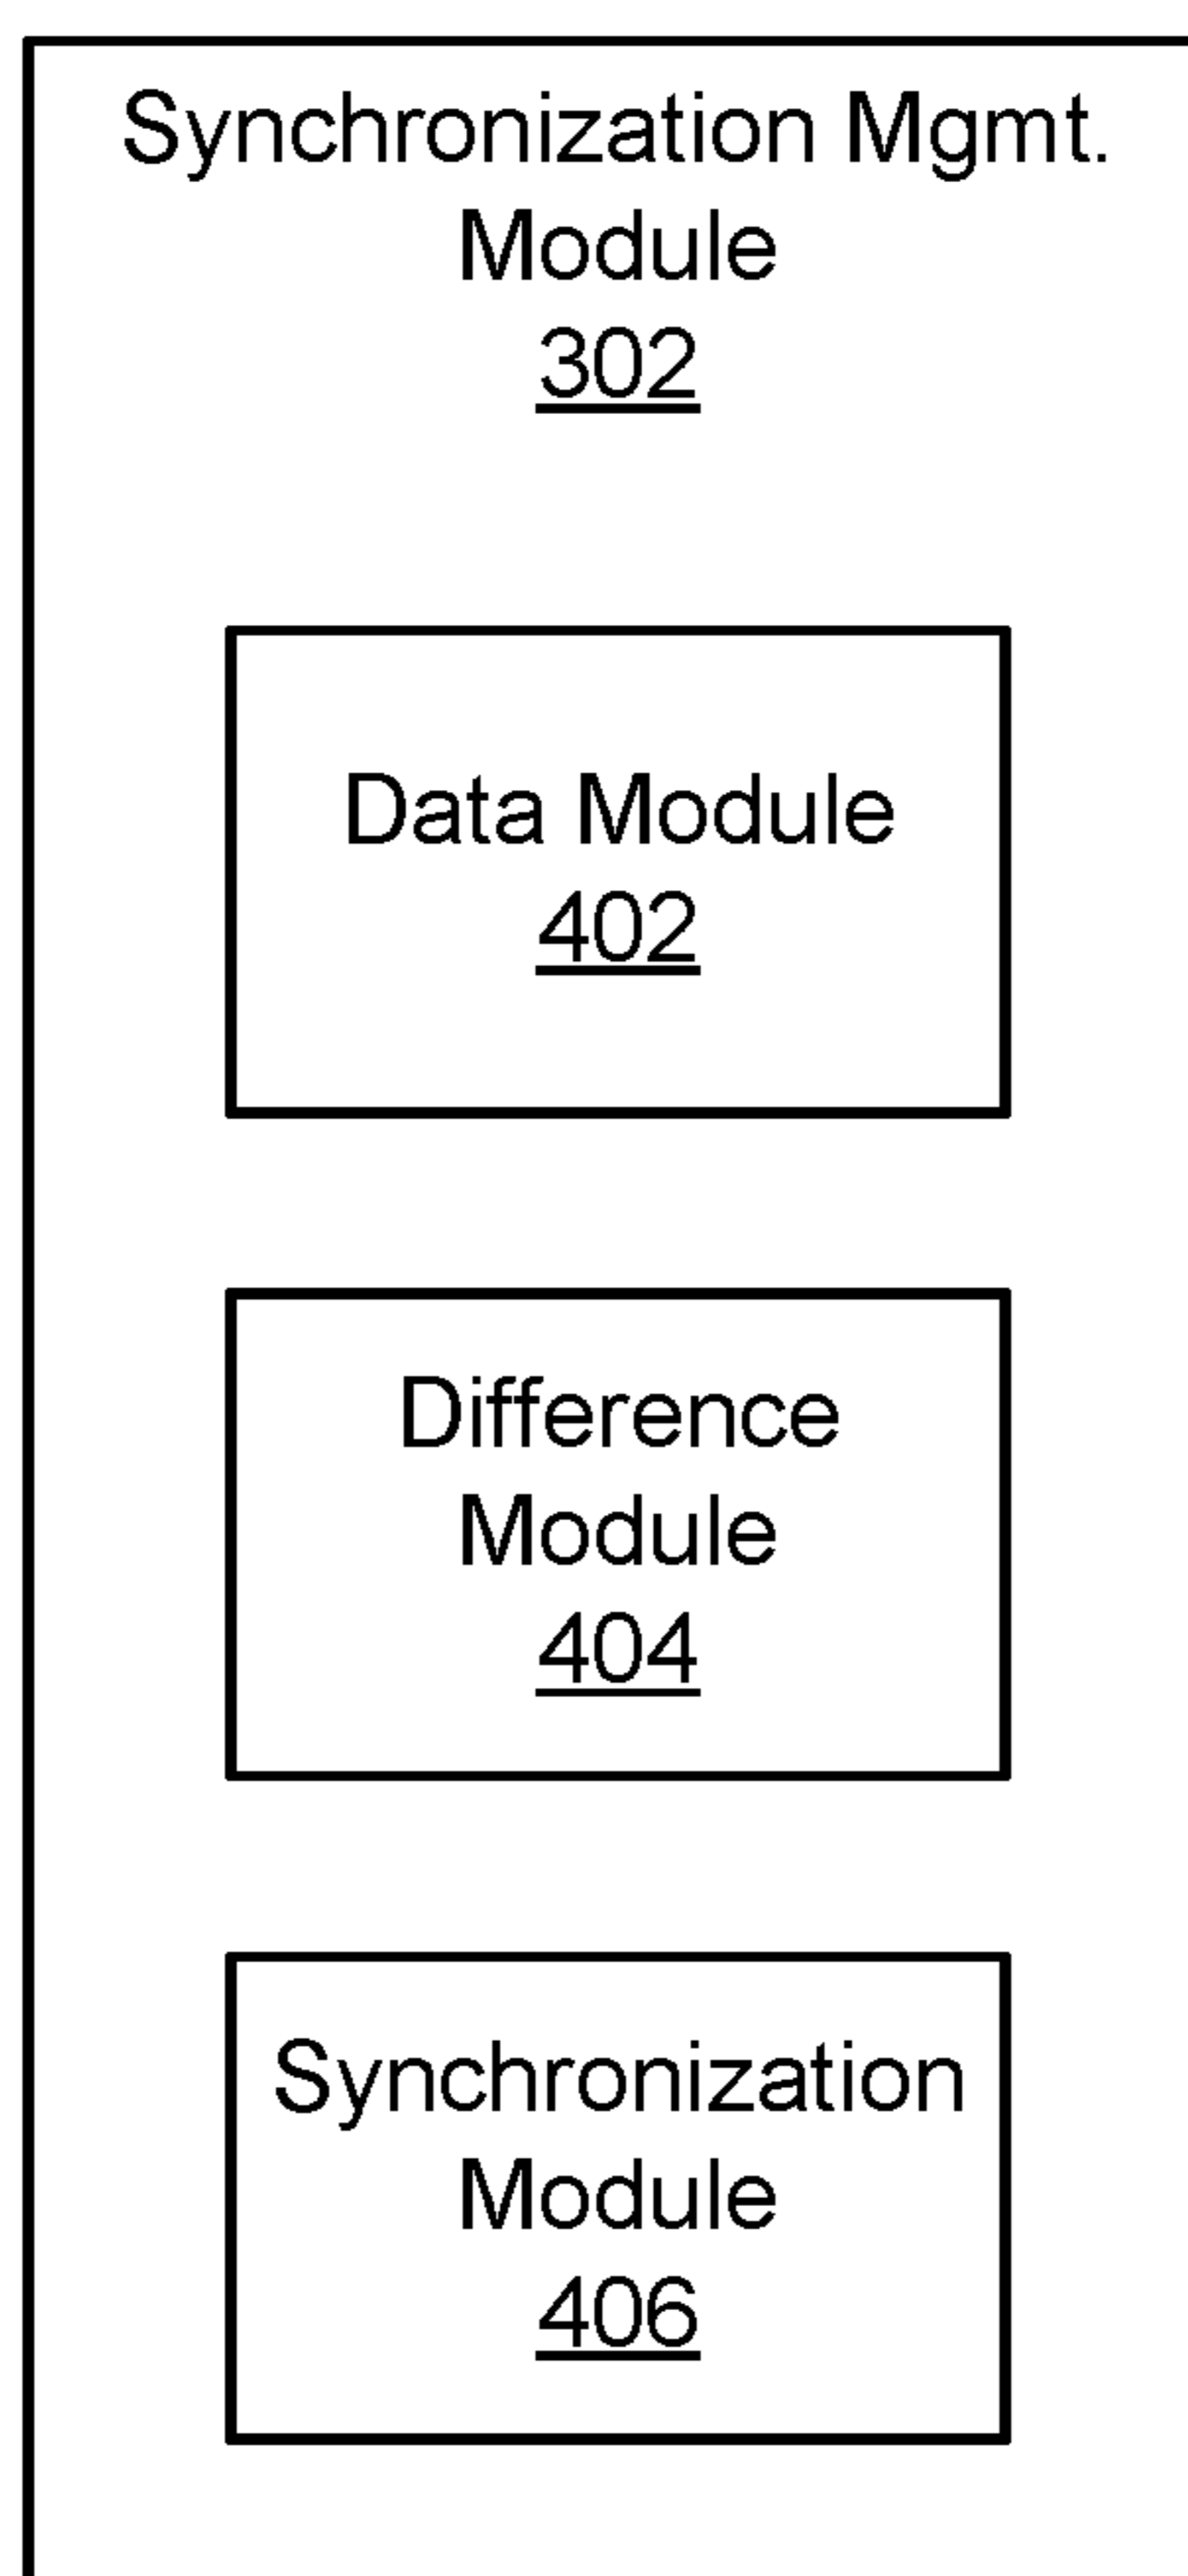 Synchronization Mgmt.
Module
302
Data Module
402
Difference
Module
404
Synchronization
Module
406